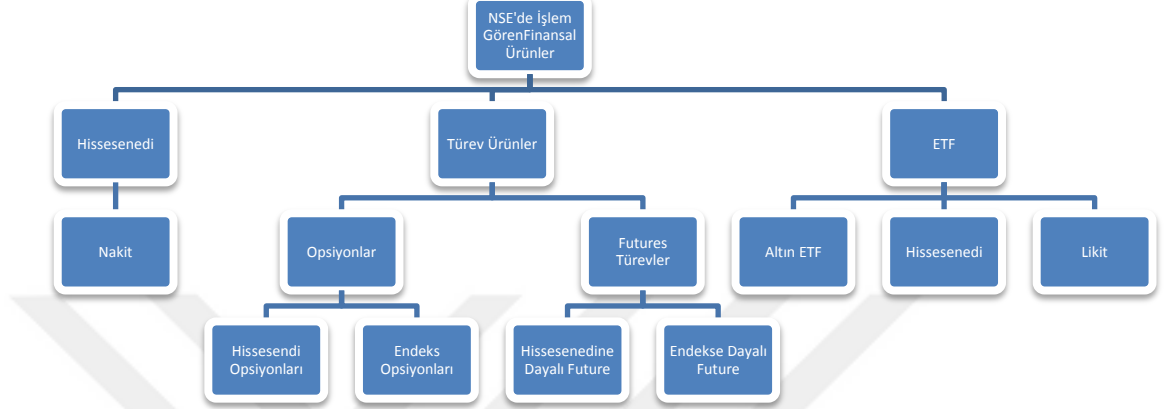 NSE'de İşlem
GörenFinansal
Ürünler
Hissesenedi
Türev Ürünler
ETF
Nakit
Opsiyonlar
Futures
Türevler
Altın ETF
Hissesenedi
Likit
Hissesendi
Opsiyonları
Endeks
Opsiyonları
Hissesenedine
Dayalı Future
Endekse Dayalı
Future